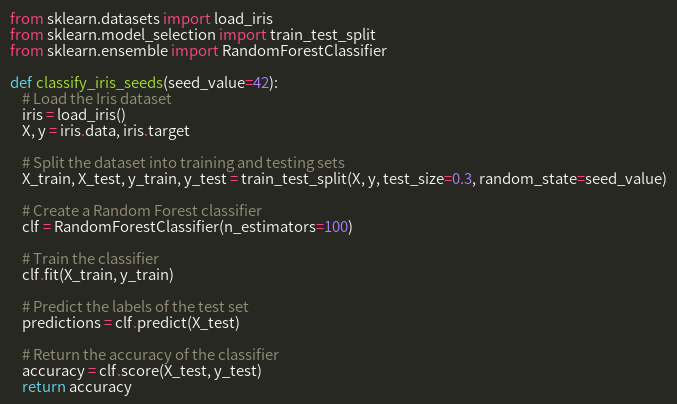 from sklearn.datasets import load_iris
from sklearn.model_selection import train_test_split
from sklearn.ensemble import RandomForestClassifier

def classify_iris_seeds(seed_value=42):
    # Load the Iris dataset
    iris = load_iris()
    X, y = iris.data, iris.target

    # Split the dataset into training and testing sets
    X_train, X_test, y_train, y_test = train_test_split(X, y, test_size=0.3, random_state=seed_value)

    # Create a Random Forest classifier
    clf = RandomForestClassifier(n_estimators=100)

    # Train the classifier
    clf.fit(X_train, y_train)

    # Predict the labels of the test set
    predictions = clf.predict(X_test)

    # Return the accuracy of the classifier
    accuracy = clf.score(X_test, y_test)
    return accuracy